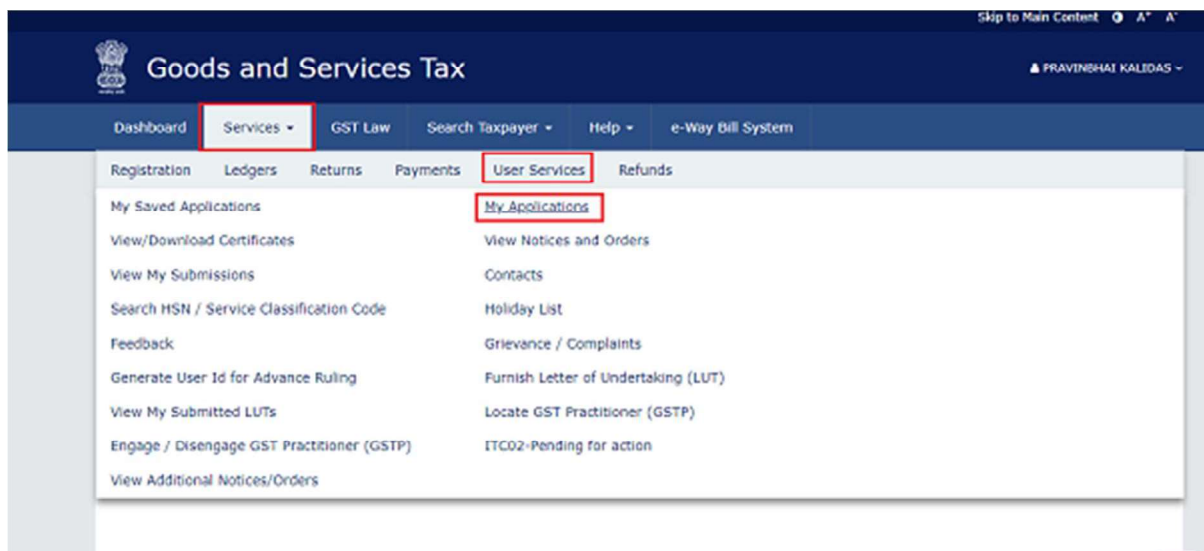 Skip to Main Content A⁺ A⁻
Goods and Services Tax
PRAVINBHAI KALIDAS
Dashboard Services GST Law Search Taxpayer Help e-Way Bill System
Registration Ledgers Returns Payments User Services Refunds
My Saved Applications My Applications
View/Download Certificates View Notices and Orders
View My Submissions Contacts
Search HSN / Service Classification Code Holiday List
Feedback Grievance / Complaints
Generate User Id for Advance Ruling Furnish Letter of Undertaking (LUT)
View My Submitted LUTs Locate GST Practitioner (GSTP)
Engage / Disengage GST Practitioner (GSTP) ITC02-Pending for action
View Additional Notices/Orders